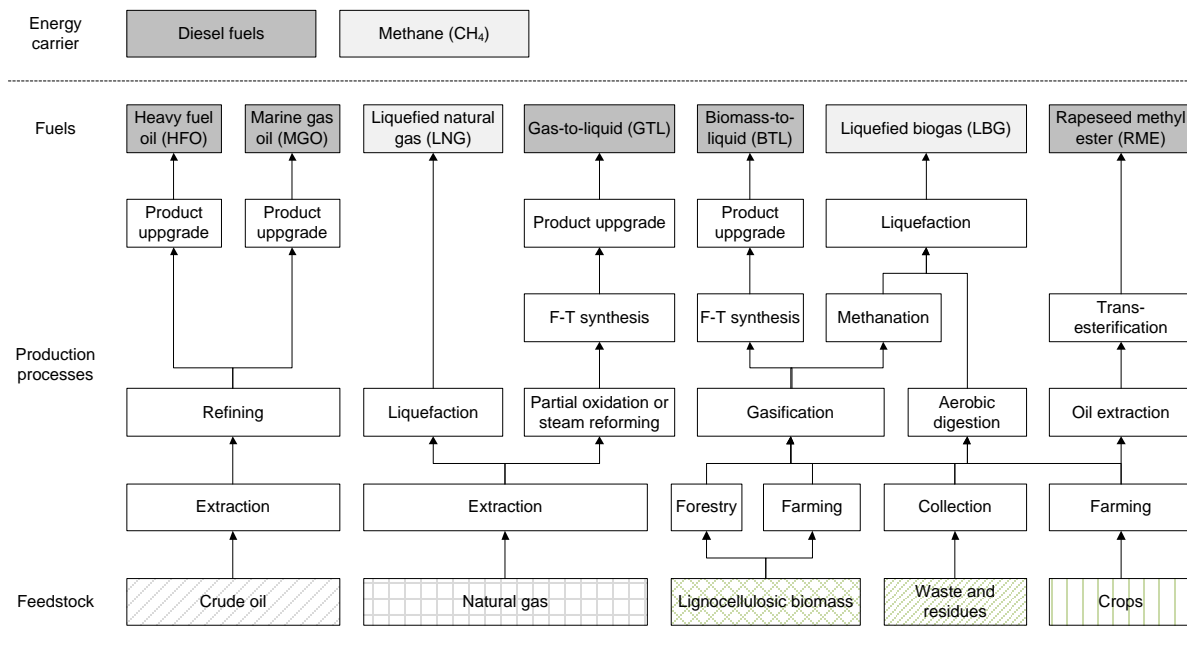 Energy
carrier
Diesel fuels
Methane (CH₄)
Fuels
Heavy fuel
oil (HFO)
Marine gas
oil (MGO)
Liquefied natural
gas (LNG)
Gas-to-liquid (GTL)
Biomass-to-
liquid (BTL)
Liquefied biogas (LBG)
Rapeseed methyl
ester (RME)
Product
uppgrade
Product
uppgrade
Product uppgrade
Product
uppgrade
Liquefaction
F-T synthesis
F-T synthesis
Methanation
Trans-
esterification
Production
processes
Refining
Liquefaction
Partial oxidation or
steam reforming
Gasification
Aerobic
digestion
Oil extraction
Extraction
Extraction
Forestry
Farming
Collection
Farming
Feedstock
Crude oil
Natural gas
Lignocellulosic biomass
Waste and
residues
Crops